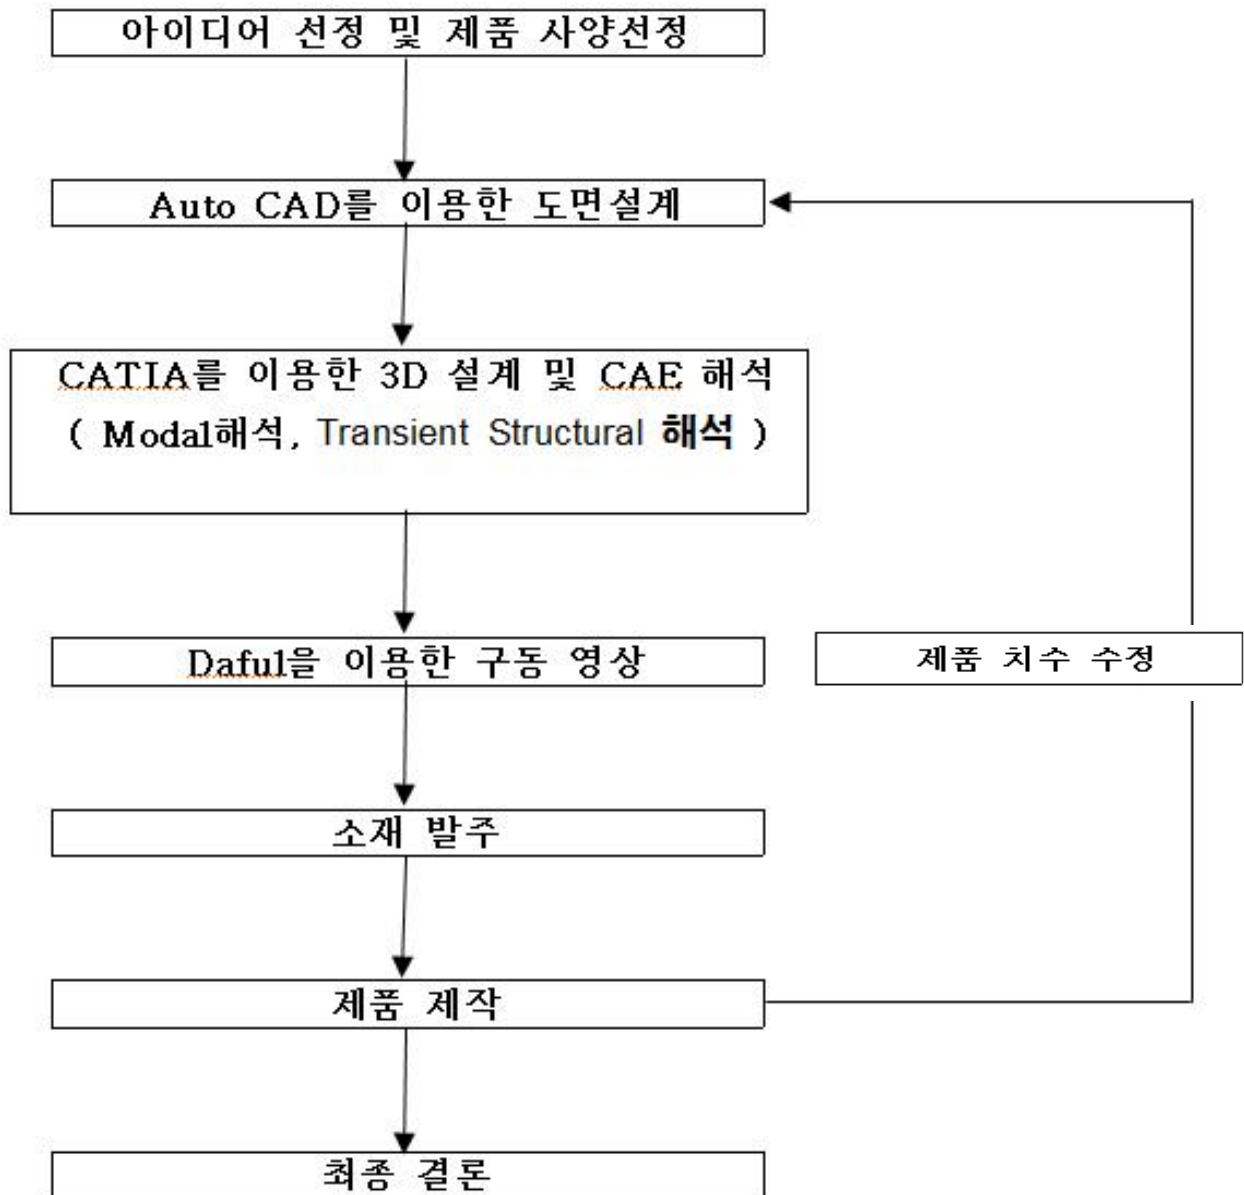 아이디어 선정 및 제품 사양선정
Auto CAD를 이용한 도면설계
CATIA를 이용한 3D 설계 및 CAE 해석
( Modal해석, Transient Structural 해석 )
Daful을 이용한 구동 영상
제품 치수 수정
소재 발주
제품 제작
최종 결론